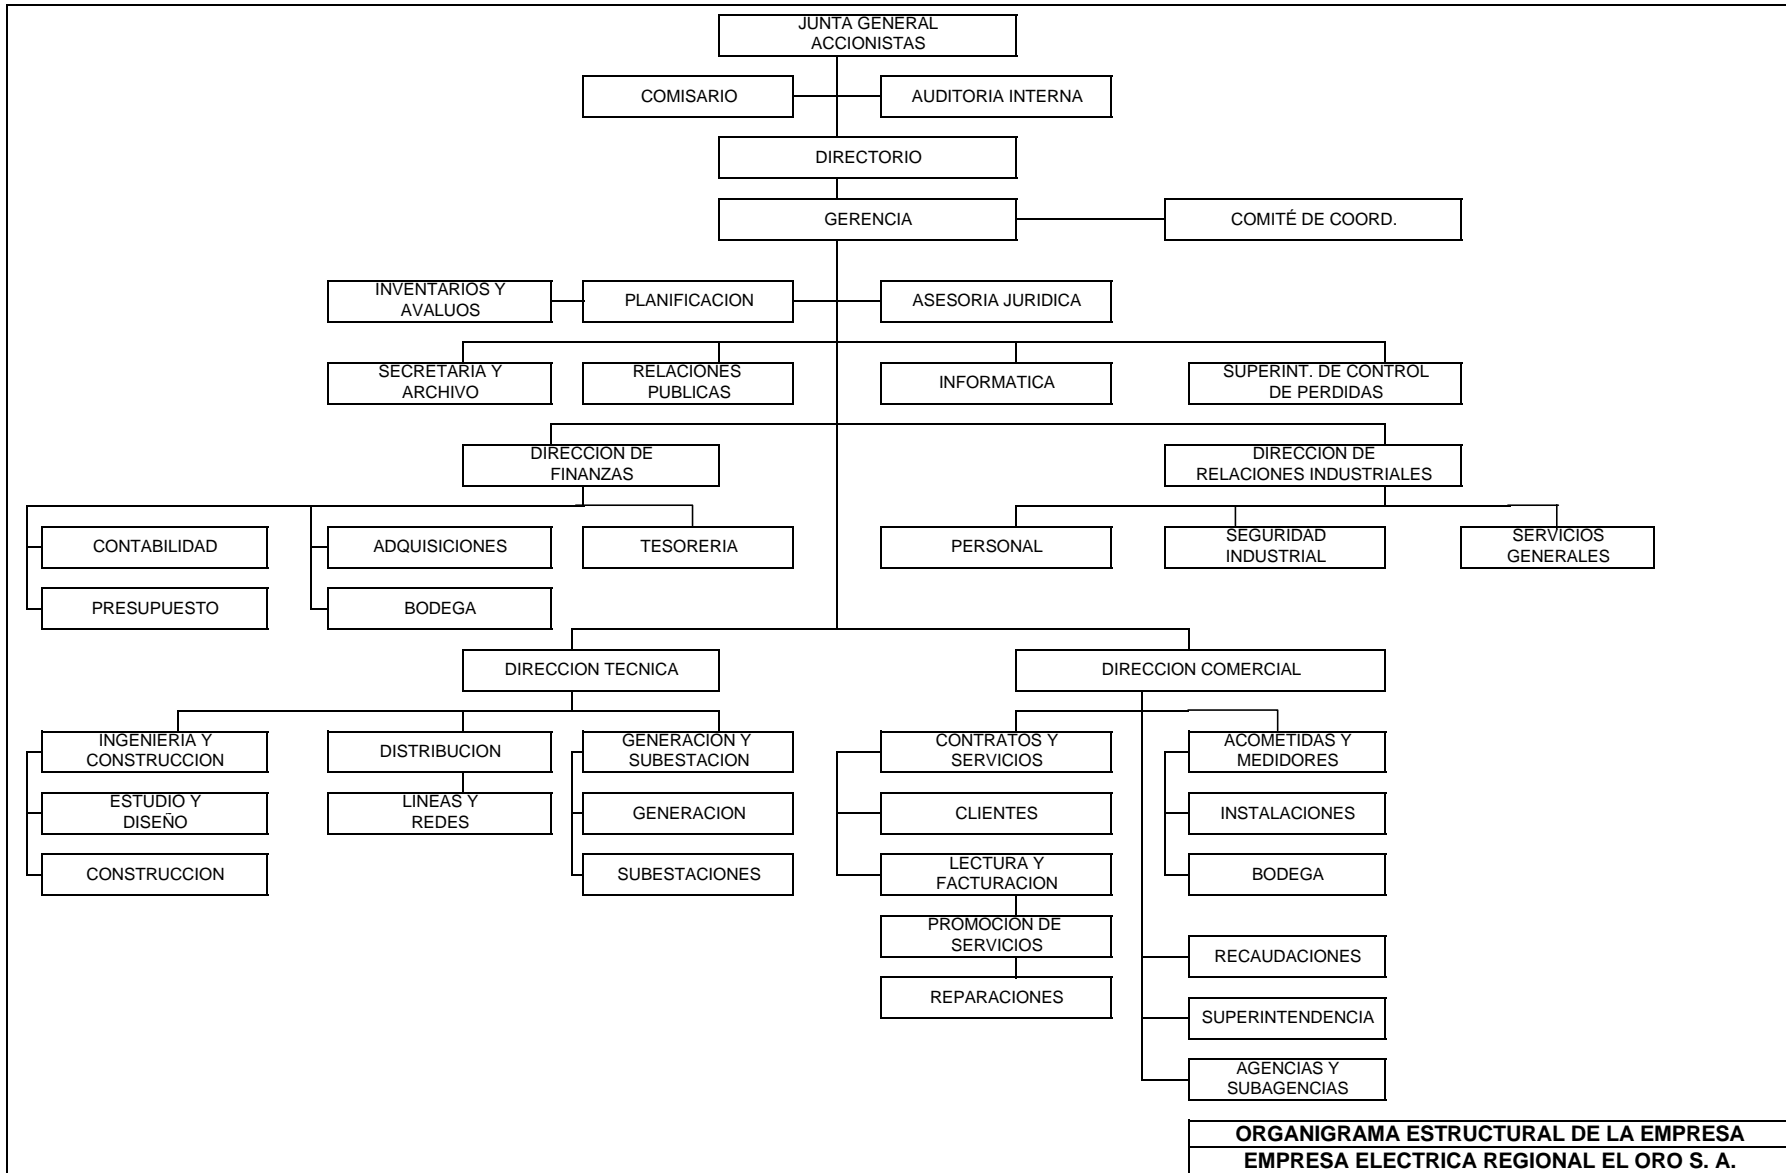 JUNTA GENERAL
ACCIONISTAS
COMISARIO
AUDITORIA INTERNA
DIRECTORIO
GERENCIA
COMITÉ DE COORD.
INVENTARIOS Y
AVALUOS
PLANIFICACION
ASESORIA JURIDICA
SECRETARIA Y
ARCHIVO
RELACIONES
PUBLICAS
INFORMATICA
SUPERINT. DE CONTROL
DE PERDIDAS
DIRECCION DE
FINANZAS
DIRECCION DE
RELACIONES INDUSTRIALES
CONTABILIDAD
ADQUISICIONES
TESORERIA
PERSONAL
SEGURIDAD
INDUSTRIAL
SERVICIOS
GENERALES
PRESUPUESTO
BODEGA
DIRECCION TECNICA
DIRECCION COMERCIAL
INGENIERIA Y
CONSTRUCCION
DISTRIBUCION
GENERACION Y
SUBESTACION
CONTRATOS Y
SERVICIOS
ACOMETIDAS Y
MEDIDORES
ESTUDIO Y
DISEÑO
LINEAS Y
REDES
GENERACION
CLIENTES
INSTALACIONES
CONSTRUCCION
SUBESTACIONES
LECTURA Y
FACTURACION
BODEGA
PROMOCION DE
SERVICIOS
RECAUDACIONES
REPARACIONES
SUPERINTENDENCIA
AGENCIAS Y
SUBAGENCIAS
ORGANIGRAMA ESTRUCTURAL DE LA EMPRESA
EMPRESA ELECTRICA REGIONAL EL ORO S. A.